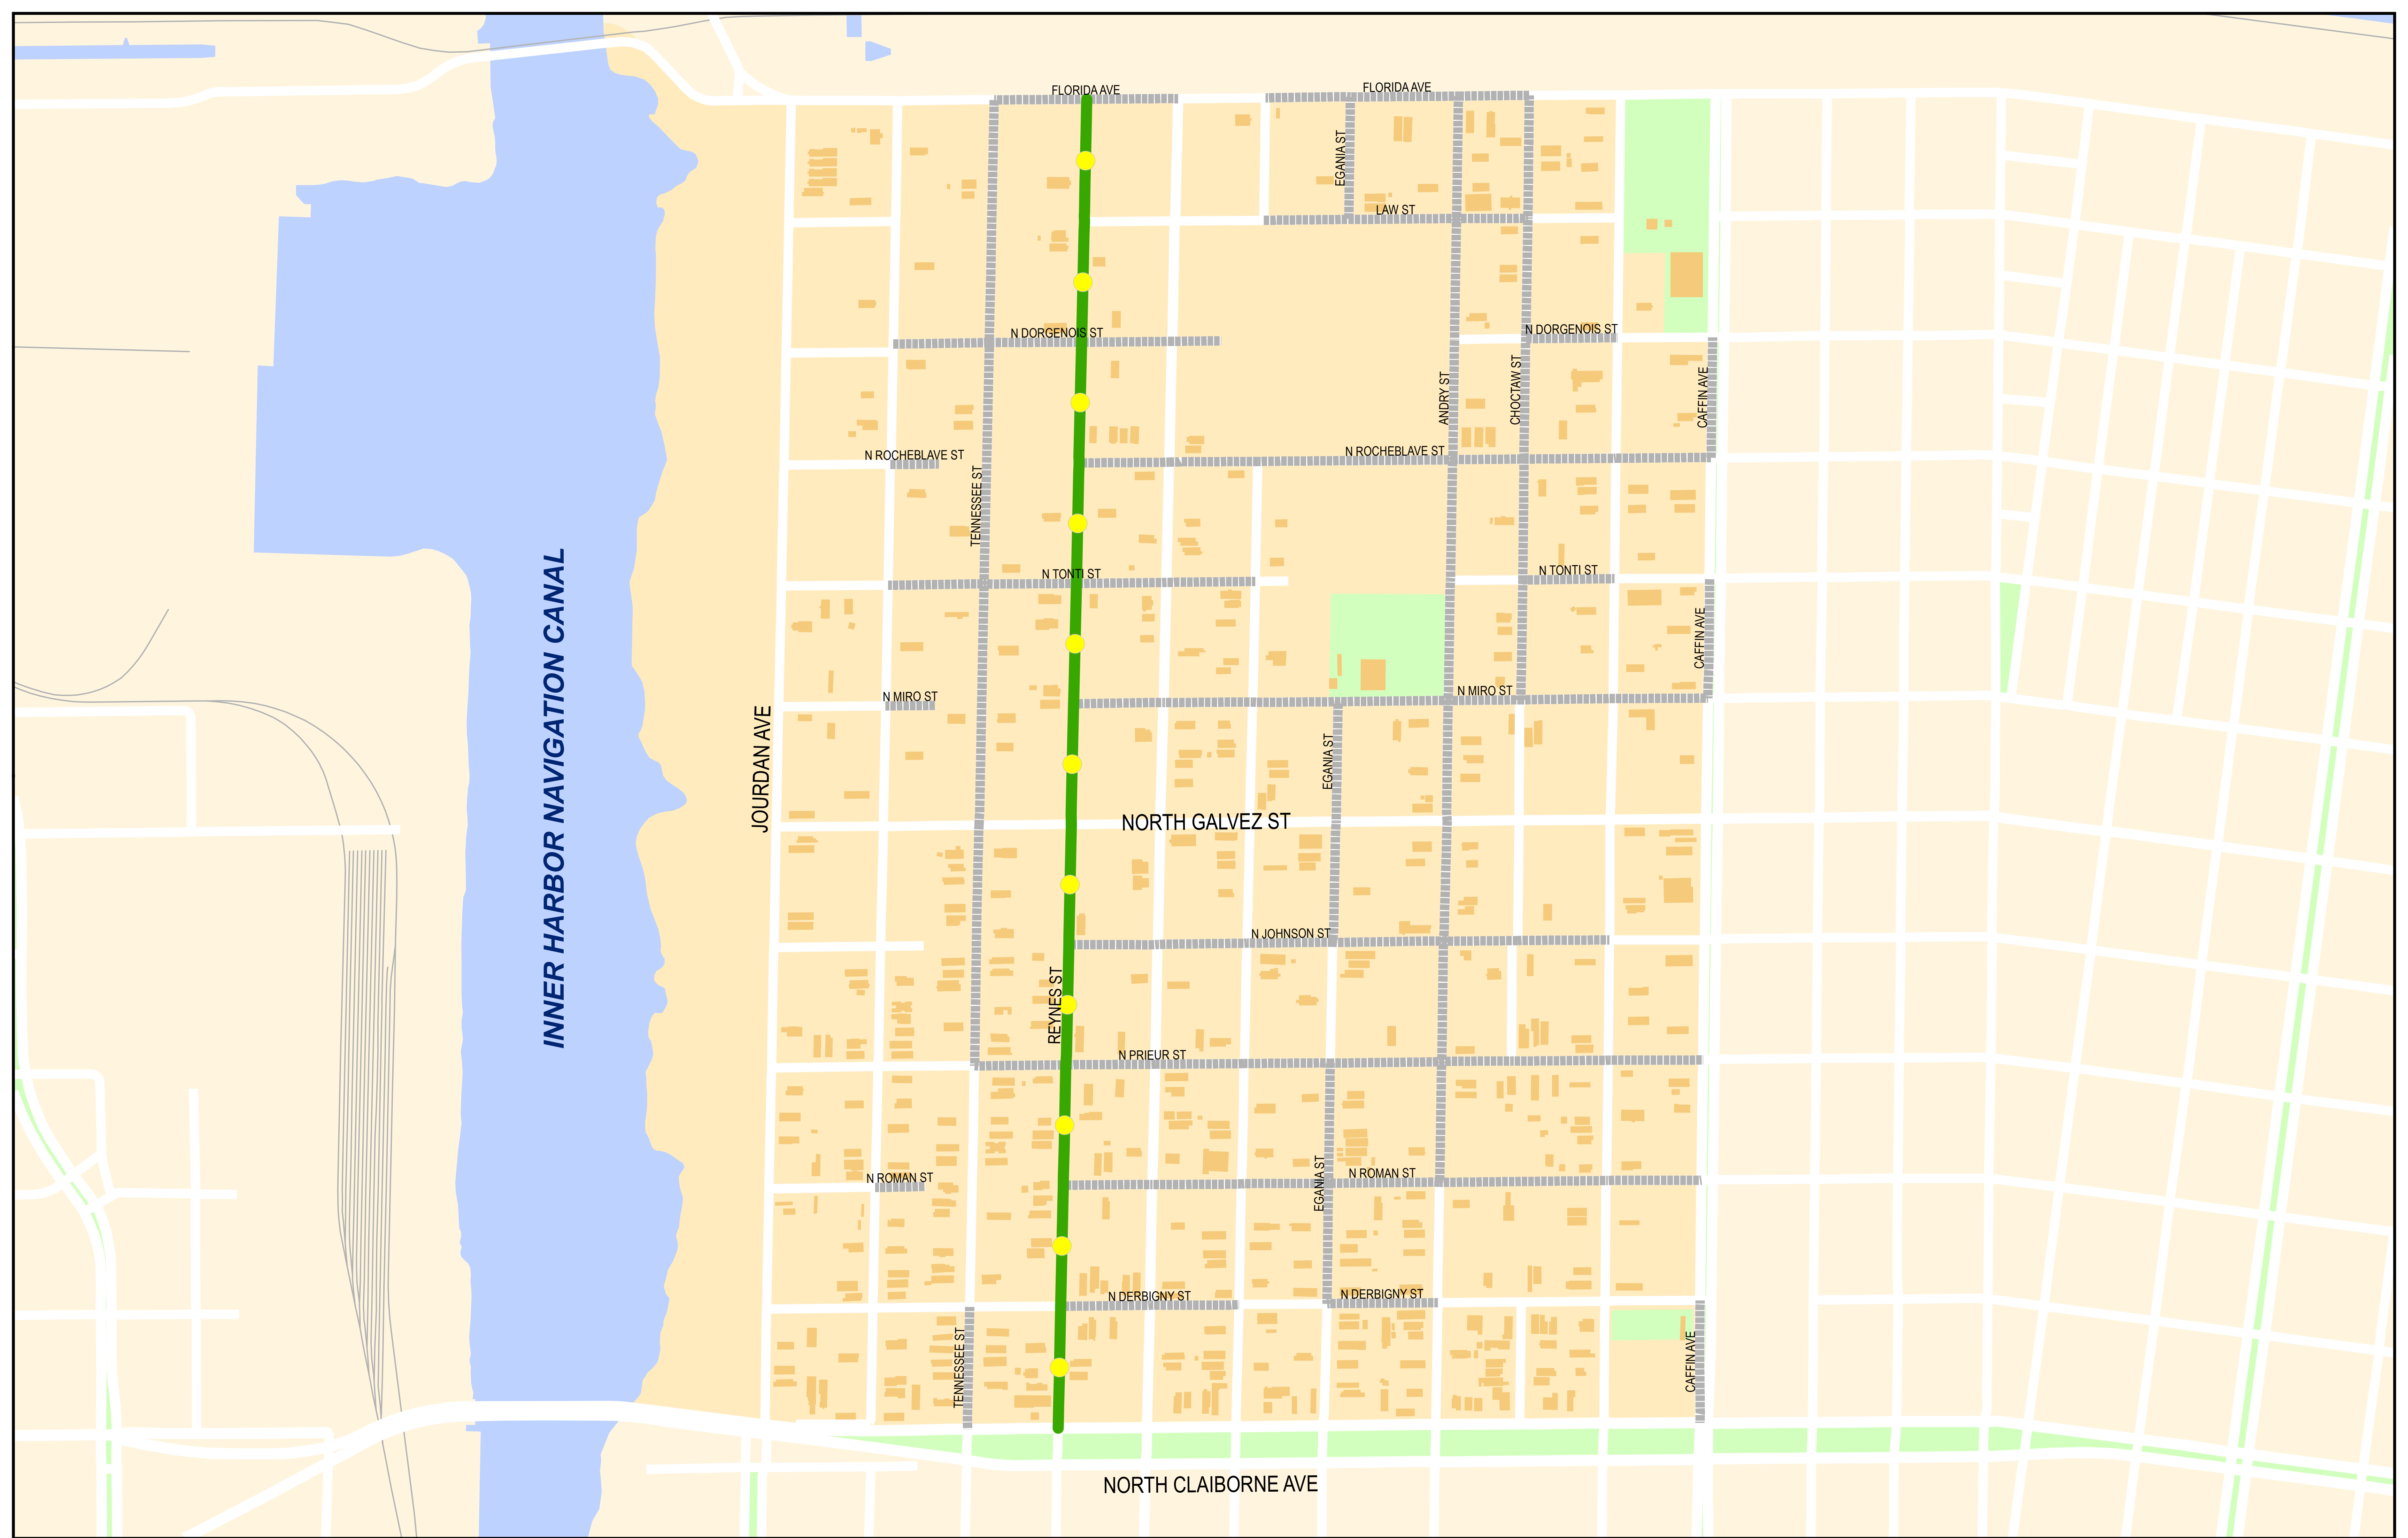 FLORIDA AVE
FLORIDA AVE
EGANIA ST
LAW ST
N DORGENOIS ST
N DORGENOIS ST
ANDRY ST
CHOCTAW ST
CAFFIN AVE
N ROCHEBLAVE ST
N ROCHEBLAVE ST
TENNESSEE ST
N TONTI ST
N TONTI ST
CAFFIN AVE
INNER HARBOR NAVIGATION CANAL
N MIRO ST
N MIRO ST
JOURDAN AVE
EGANIA ST
NORTH GALVEZ ST
N JOHNSON ST
REYNES ST
N PRIEUR ST
N ROMAN ST
N ROMAN ST
EGANIA ST
N DERBIGNY ST
N DERBIGNY ST
TENNESSEE ST
CAFFIN AVE
NORTH CLAIBORNE AVE